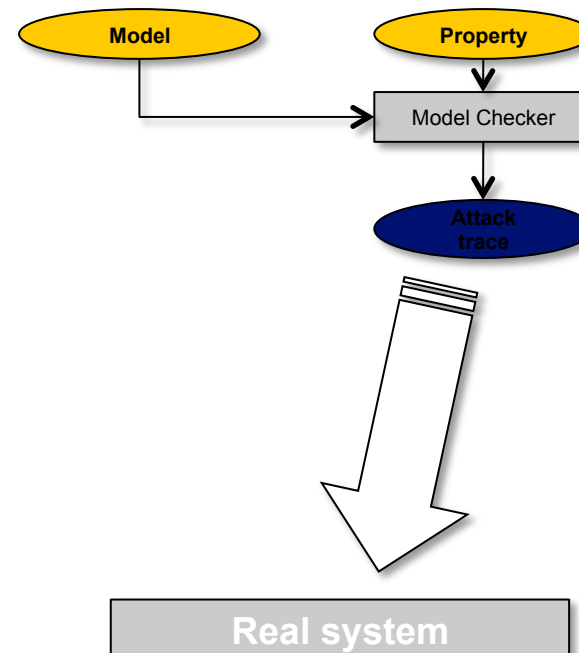 Model
Property
Model Checker
Attack
trace
Real system